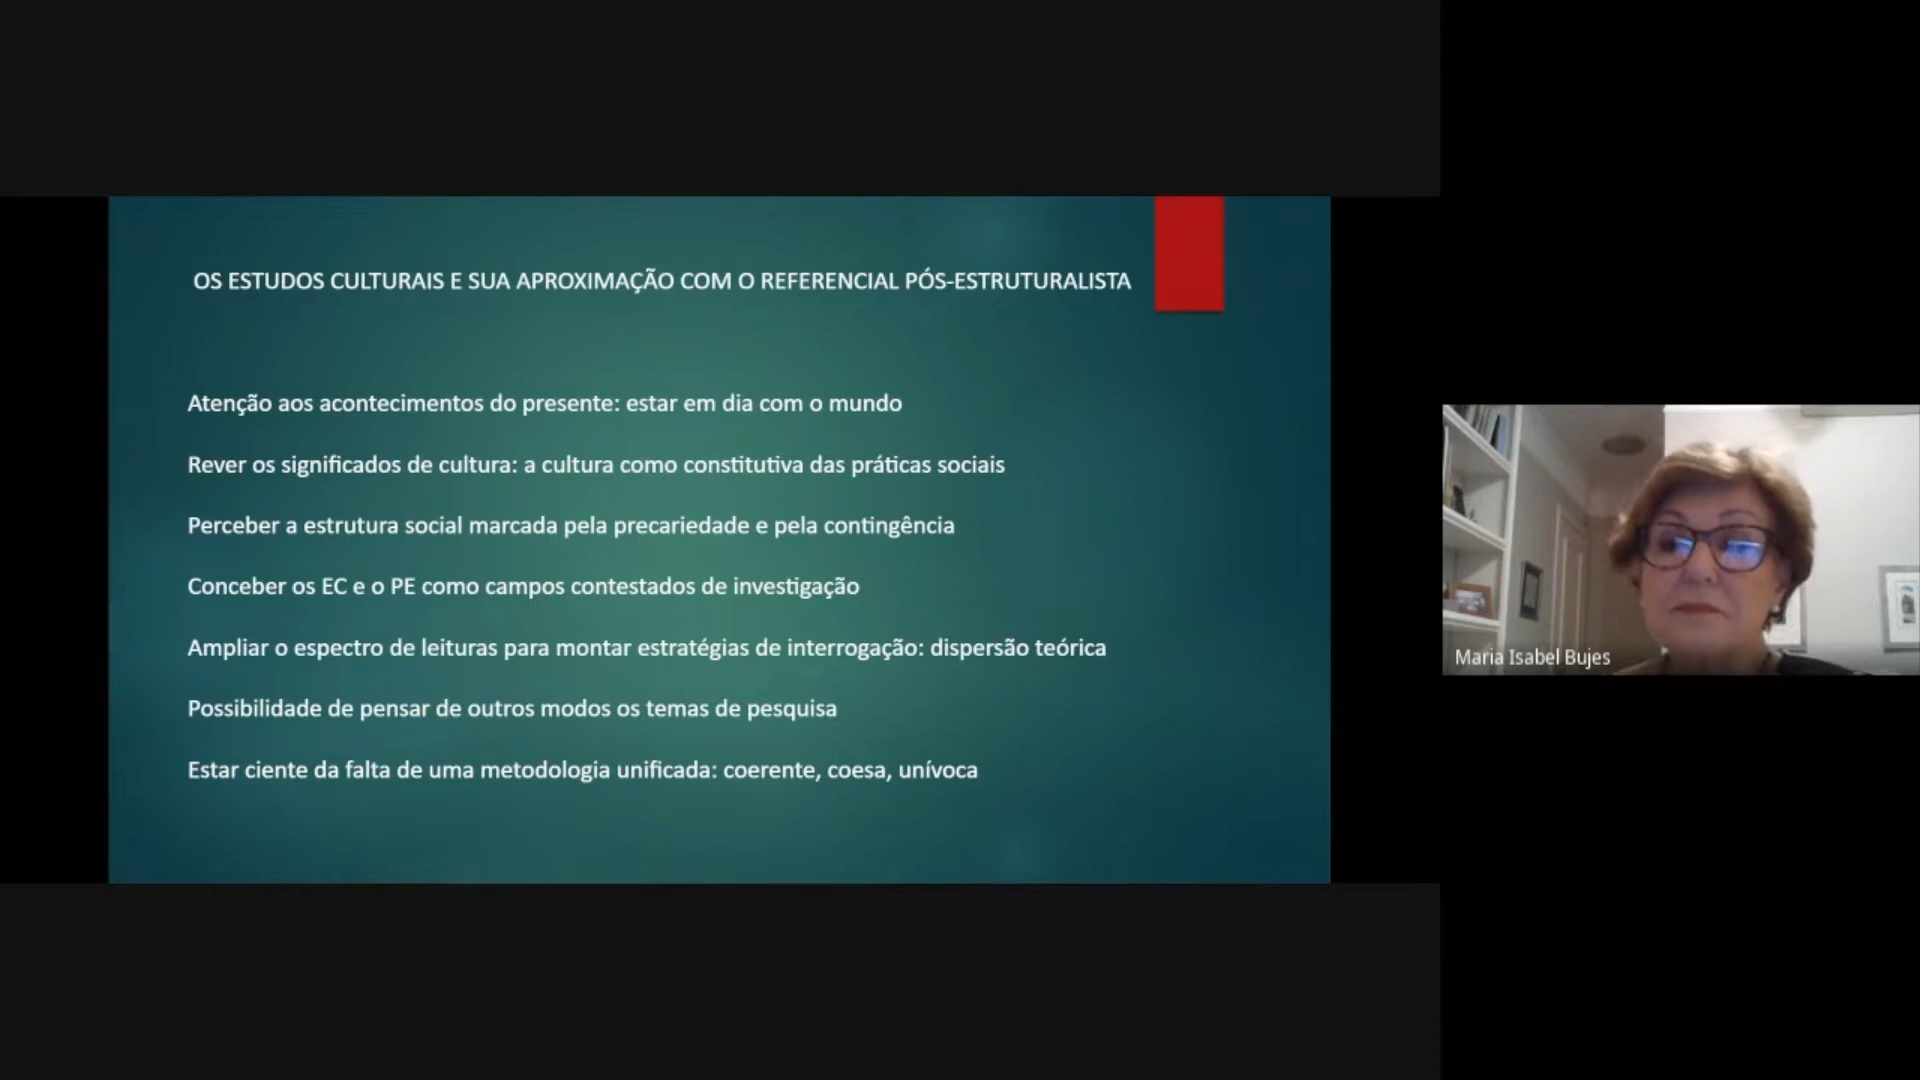 OS ESTUDOS CULTURAIS E SUA APROXIMAÇÃO COM O REFERENCIAL PÓS-ESTRUTURALISTA
Atenção aos acontecimentos do presente: estar em dia com o mundo
Rever os significados de cultura: a cultura como constitutiva das práticas sociais
Perceber a estrutura social marcada pela precariedade e pela contingência
Conceber os EC e o PE como campos contestados de investigação
Ampliar o espectro de leituras para montar estratégias de interrogação: dispersão teórica
Possibilidade de pensar de outros modos os temas de pesquisa
Estar ciente da falta de uma metodologia unificada: coerente, coesa, unívoca
Maria Isabel Bujes